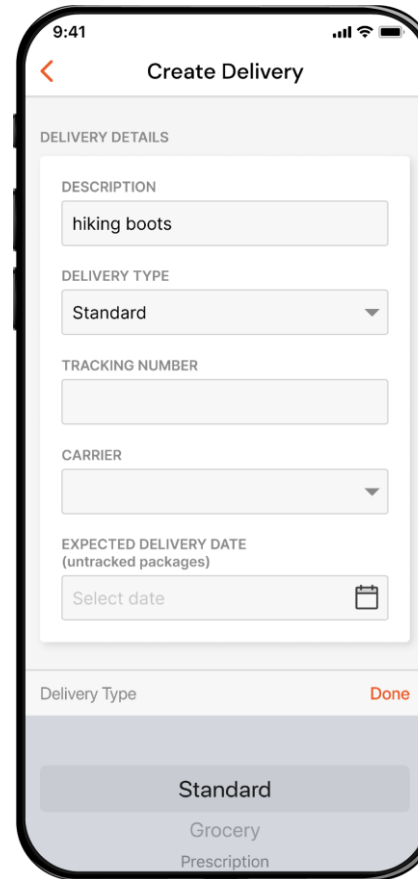 9:41
Create Delivery
DELIVERY DETAILS
DESCRIPTION
hiking boots
DELIVERY TYPE
Standard
TRACKING NUMBER
CARRIER
EXPECTED DELIVERY DATE
(untracked packages)
Select date
Delivery Type Done
Standard
Grocery
Prescription